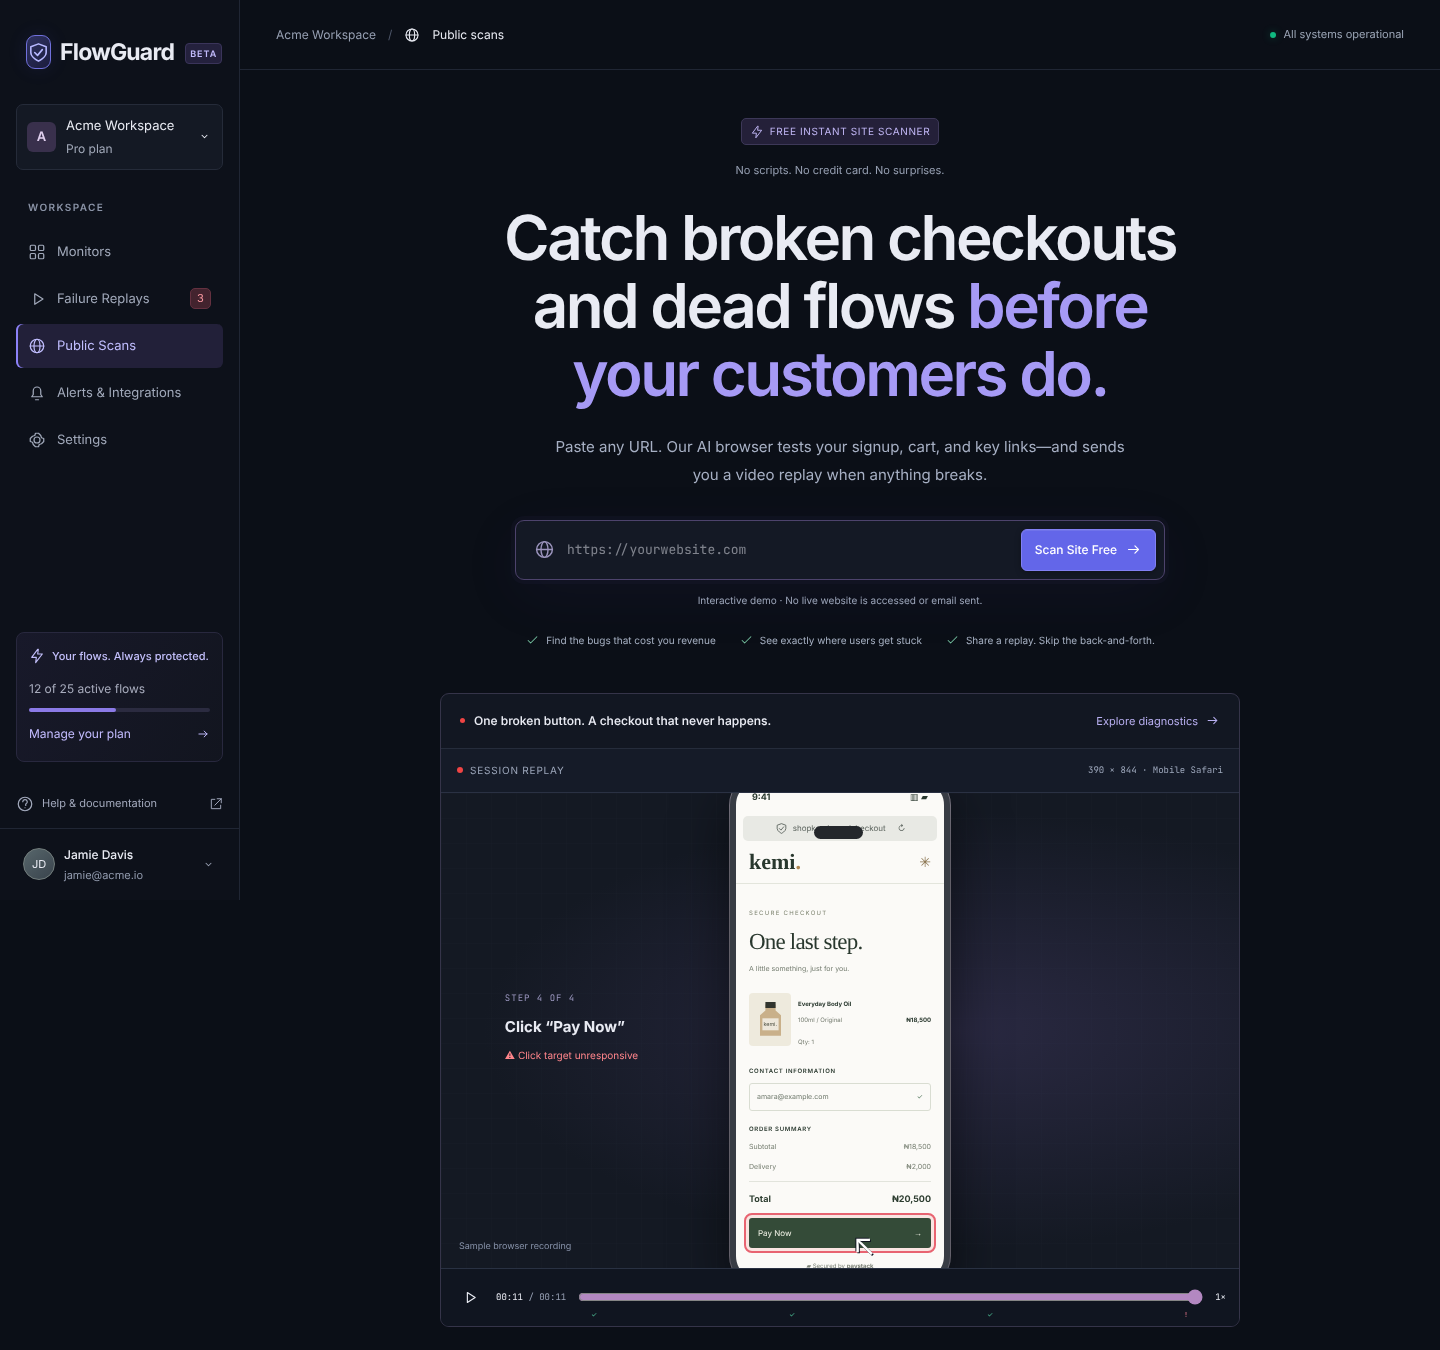 FlowGuard BETA
A
Acme Workspace
Pro plan
WORKSPACE
Monitors
Failure Replays 3
Public Scans
Alerts & Integrations
Settings
Your flows. Always protected.
12 of 25 active flows
Manage your plan →
Help & documentation
JD
Jamie Davis
jamie@acme.io
Acme Workspace / Public scans
All systems operational
FREE INSTANT SITE SCANNER
No scripts. No credit card. No surprises.
Catch broken checkouts
and dead flows before
your customers do.
Paste any URL. Our AI browser tests your signup, cart, and key links—and sends
you a video replay when anything breaks.
https://yourwebsite.com
Scan Site Free →
Interactive demo · No live website is accessed or email sent.
Find the bugs that cost you revenue
See exactly where users get stuck
Share a replay. Skip the back-and-forth.
One broken button. A checkout that never happens.
Explore diagnostics →
SESSION REPLAY
390 × 844 · Mobile Safari
STEP 4 OF 4
Click “Pay Now”
Click target unresponsive
Sample browser recording
9:41
kemi.
SECURE CHECKOUT
One last step.
A little something, just for you.
kemi.
Everyday Body Oil
100ml / Original ₦18,500
Qty: 1
CONTACT INFORMATION
amara@example.com
ORDER SUMMARY
Subtotal ₦18,500
Delivery ₦2,000
Total ₦20,500
Pay Now →
Secured by paystack
00:11 / 00:11
1×